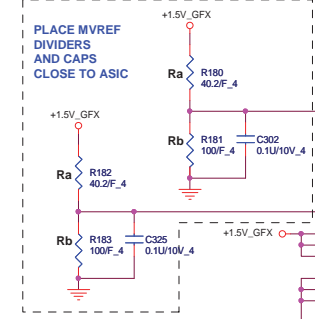 +1.5V_GFX
PLACE MVREF
DIVIDERS
AND CAPS
CLOSE TO ASIC
Ra
R180
40.2/F_4
+1.5V_GFX
Rb
R181
100/F_4
C302
0.1U/10V_4
Ra
R182
40.2/F_4
Rb
R183
100/F_4
C325
0.1U/10V_4
+1.5V_GFX